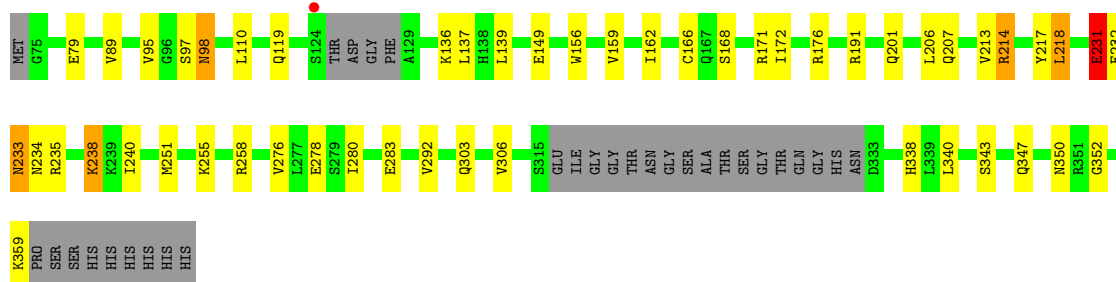 MET G75 E79 V89 V95 G96 S97 N98 L110 Q119 S124 THR ASP GLY PHE A129 K136 L137 H138 L139 E149 W156 V159 I162 C166 Q167 S168 R171 I172 R176 R191 Q201 L206 Q207 V213 R214 Y217 L218 E231
N233 N234 R235 K238 K239 I240 M251 K255 R258 V276 L277 E278 S279 I280 E283 V292 Q303 V306 S315 GLU ILE GLY GLY THR ASN GLY SER ALA THR SER GLY THR GLN GLY HIS ASN D333 H338 L339 L340 S343 Q347 N350 R351 G352
K359 PRO SER SER HIS HIS HIS HIS HIS HIS